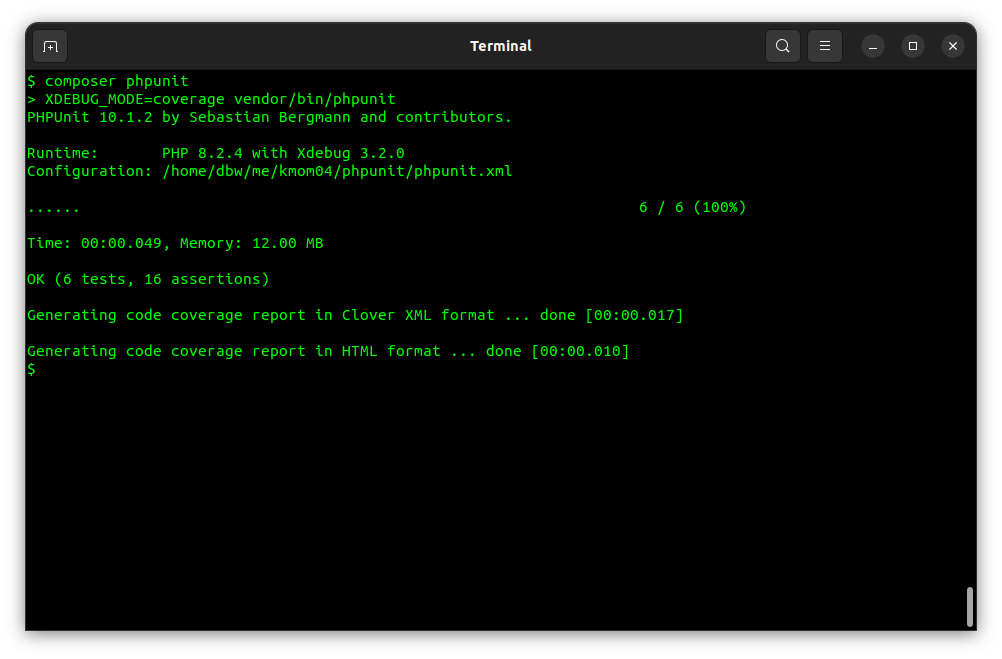 Terminal
$ composer phpunit
> XDEBUG_MODE=coverage vendor/bin/phpunit
PHPUnit 10.1.2 by Sebastian Bergmann and contributors.
Runtime:       PHP 8.2.4 with Xdebug 3.2.0
Configuration: /home/dbw/me/kmom04/phpunit/phpunit.xml
......                                                              6 / 6 (100%)
Time: 00:00.049, Memory: 12.00 MB
OK (6 tests, 16 assertions)
Generating code coverage report in Clover XML format ... done [00:00.017]
Generating code coverage report in HTML format ... done [00:00.010]
$